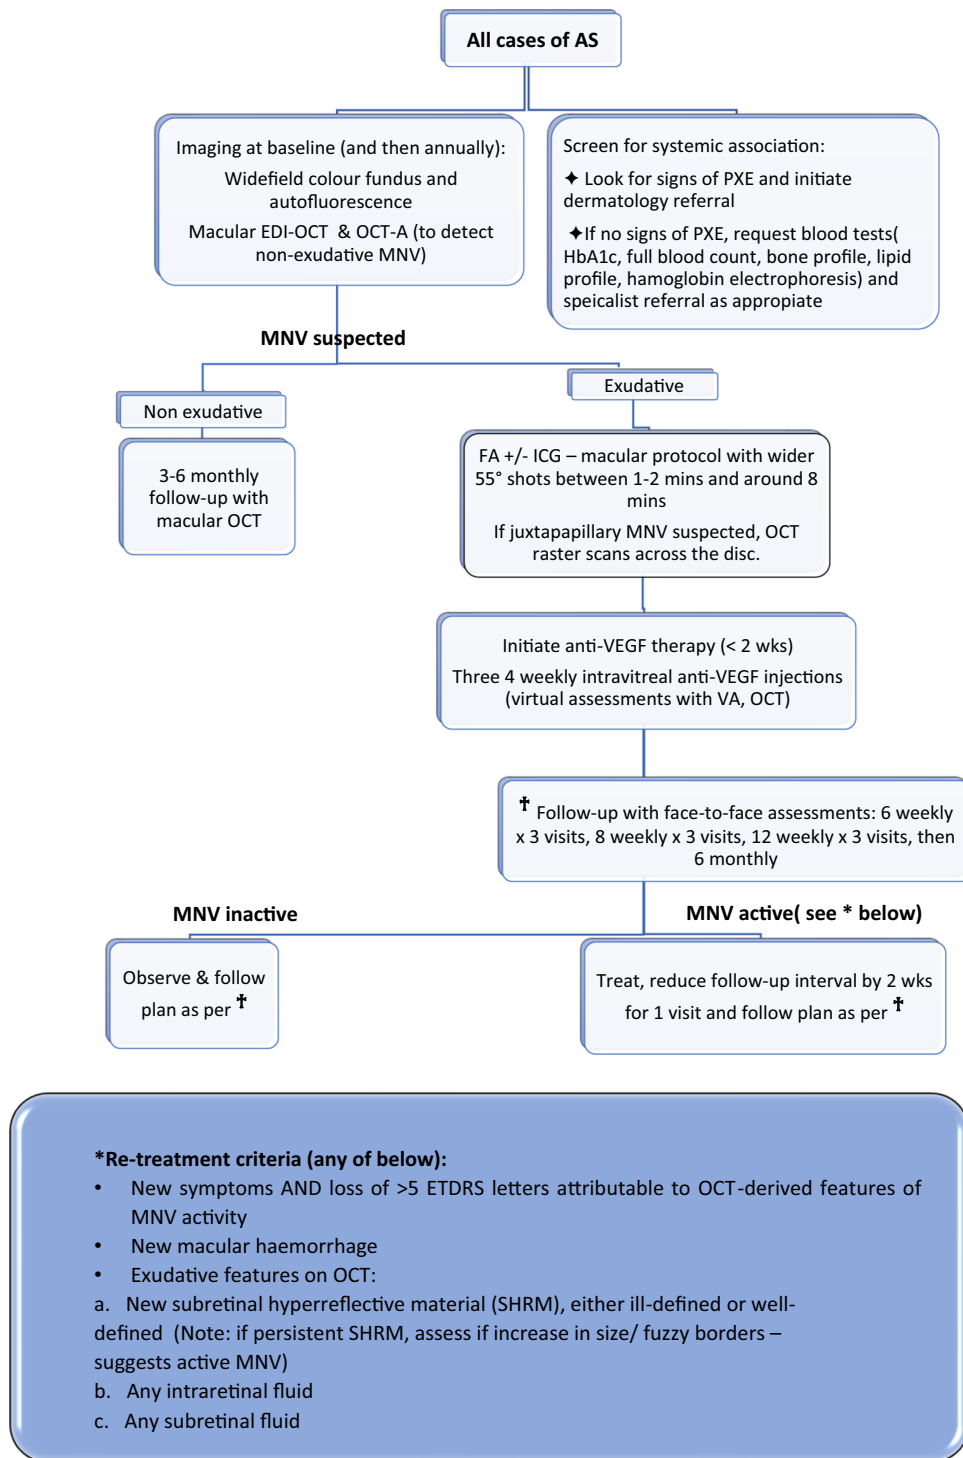 All cases of AS
Imaging at baseline (and then annually):
Widefield colour fundus and
autofluorescence
Macular EDI-OCT & OCT-A (to detect
non-exudative MNV)
Screen for systemic association:
✦ Look for signs of PXE and initiate
dermatology referral
✦If no signs of PXE, request blood tests(
HbA1c, full blood count, bone profile, lipid
profile, hamoglobin electrophoresis) and
speicalist referral as appropiate
MNV suspected
Non exudative
Exudative
3-6 monthly
follow-up with
macular OCT
FA +/- ICG – macular protocol with wider
55° shots between 1-2 mins and around 8
mins
If juxtapapillary MNV suspected, OCT
raster scans across the disc.
Initiate anti-VEGF therapy (< 2 wks)
Three 4 weekly intravitreal anti-VEGF injections
(virtual assessments with VA, OCT)
✝ Follow-up with face-to-face assessments: 6 weekly
x 3 visits, 8 weekly x 3 visits, 12 weekly x 3 visits, then
6 monthly
MNV inactive
MNV active( see * below)
Observe & follow
plan as per ✝
Treat, reduce follow-up interval by 2 wks
for 1 visit and follow plan as per ✝
*Re-treatment criteria (any of below):
• New symptoms AND loss of >5 ETDRS letters attributable to OCT-derived features of
MNV activity
• New macular haemorrhage
• Exudative features on OCT:
a. New subretinal hyperreflective material (SHRM), either ill-defined or well-
defined (Note: if persistent SHRM, assess if increase in size/ fuzzy borders –
suggests active MNV)
b. Any intraretinal fluid
c. Any subretinal fluid